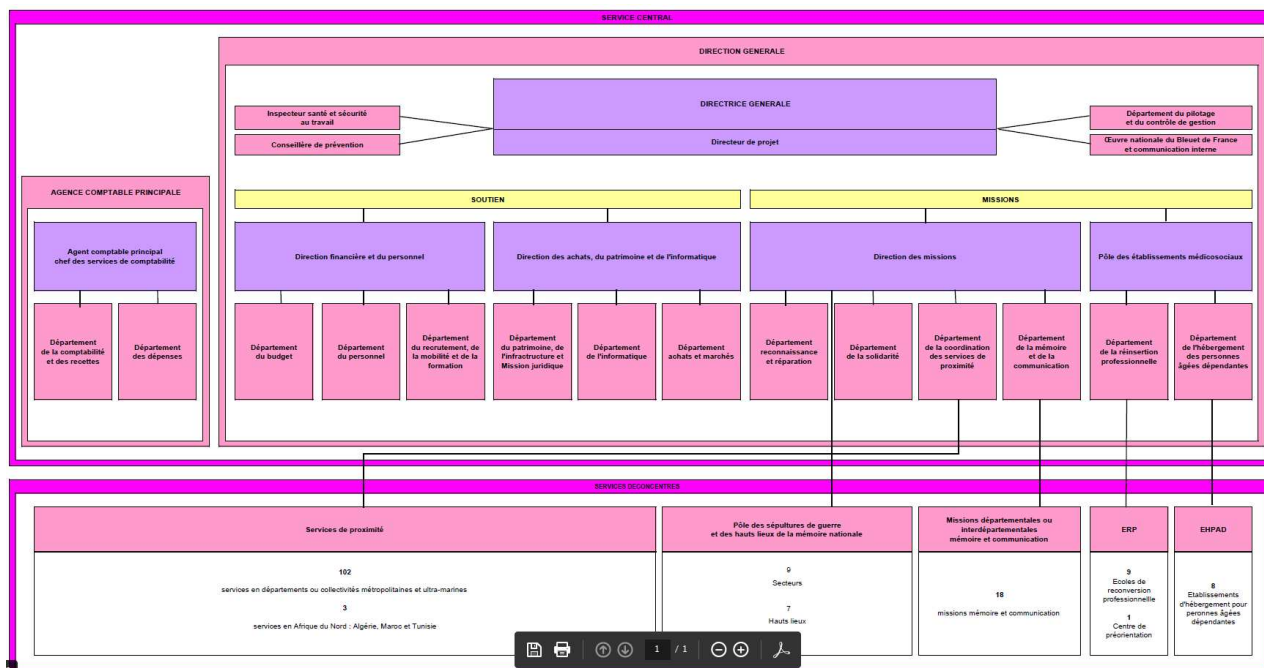 SERVICE CENTRAL
DIRECTION GENERALE
DIRECTRICE GENERALE
Directeur de projet
Inspecteur santé et sécurité
au travail
Conseillère de prévention
Département du pilotage
et du contrôle de gestion
Œuvre nationale du Bleuet de France
et communication interne
AGENCE COMPTABLE PRINCIPALE
Agent comptable principal
chef des services de comptabilité
Département
de la comptabilité
et des recettes
Département
des dépenses
SOUTIEN
MISSIONS
Direction financière et du personnel
Direction des achats, du patrimoine et de l'informatique
Direction des missions
Pôle des établissements médicosociaux
Département
du budget
Département
du personnel
Département
du recrutement, de
la mobilité et de la
formation
Département
du patrimoine, de
l'infractructure et
Mission juridique
Département
de l'informatique
Département
achats et marchés
Département
reconnaissance
et réparation
Département
de la solidarité
Département
de la coordination
des services de
proximité
Département
de la mémoire
et de la
communication
Département
de la réinsertion
professionnelle
Département
de l'hébergement
des personnes
âgées dépendantes
SERVICES DECONCENTRES
Services de proximité
102
services en départements ou collectivités métropolitaines et ultra-marines
3
services en Afrique du Nord : Algérie, Maroc et Tunisie
Pôle des sépultures de guerre
et des hauts lieux de la mémoire nationale
9
Secteurs
7
Hauts lieux
Missions départementales ou
interdépartementales
mémoire et communication
18
missions mémoire et communication
ERP
9
Ecoles de
reconversion
professionnellle
1
Centre de
préorientation
EHPAD
8
Etablissements
d'hébergement pour
peronnes âgées
dépendantes
1 / 1